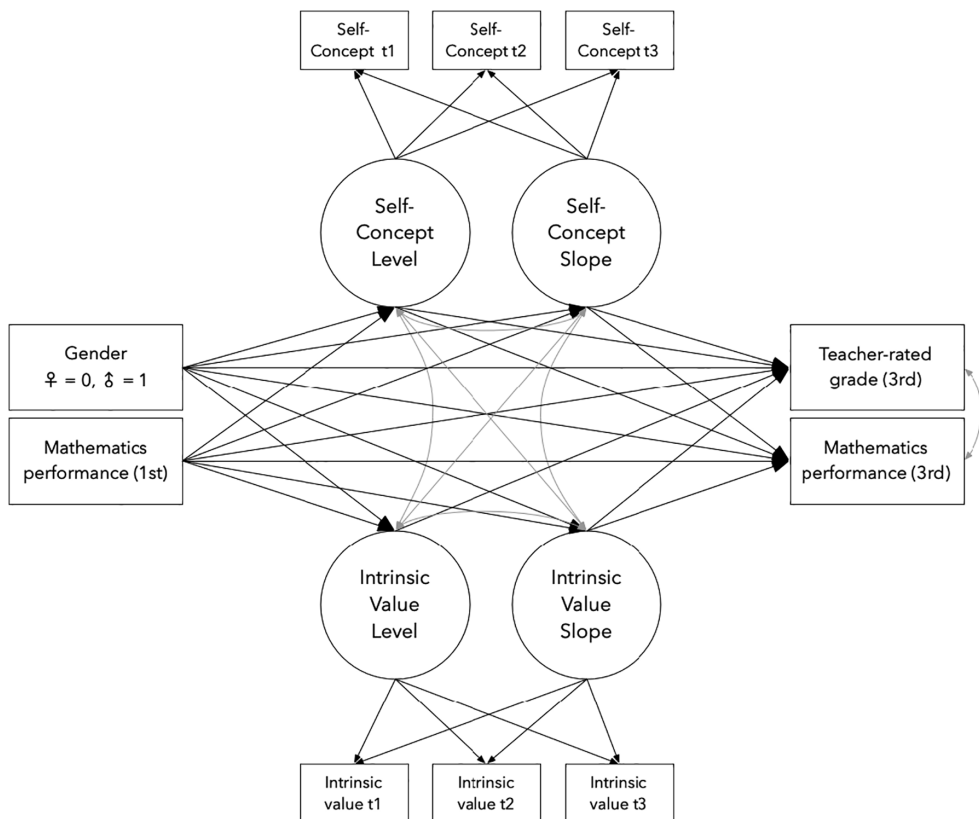 Self-
Concept t1
Self-
Concept t2
Self-
Concept t3
Self-
Concept
Level
Self-
Concept
Slope
Gender
♀ = 0, ♂ = 1
Mathematics
performance (1st)
Teacher-rated
grade (3rd)
Mathematics
performance (3rd)
Intrinsic
Value
Level
Intrinsic
Value
Slope
Intrinsic
value t1
Intrinsic
value t2
Intrinsic
value t3